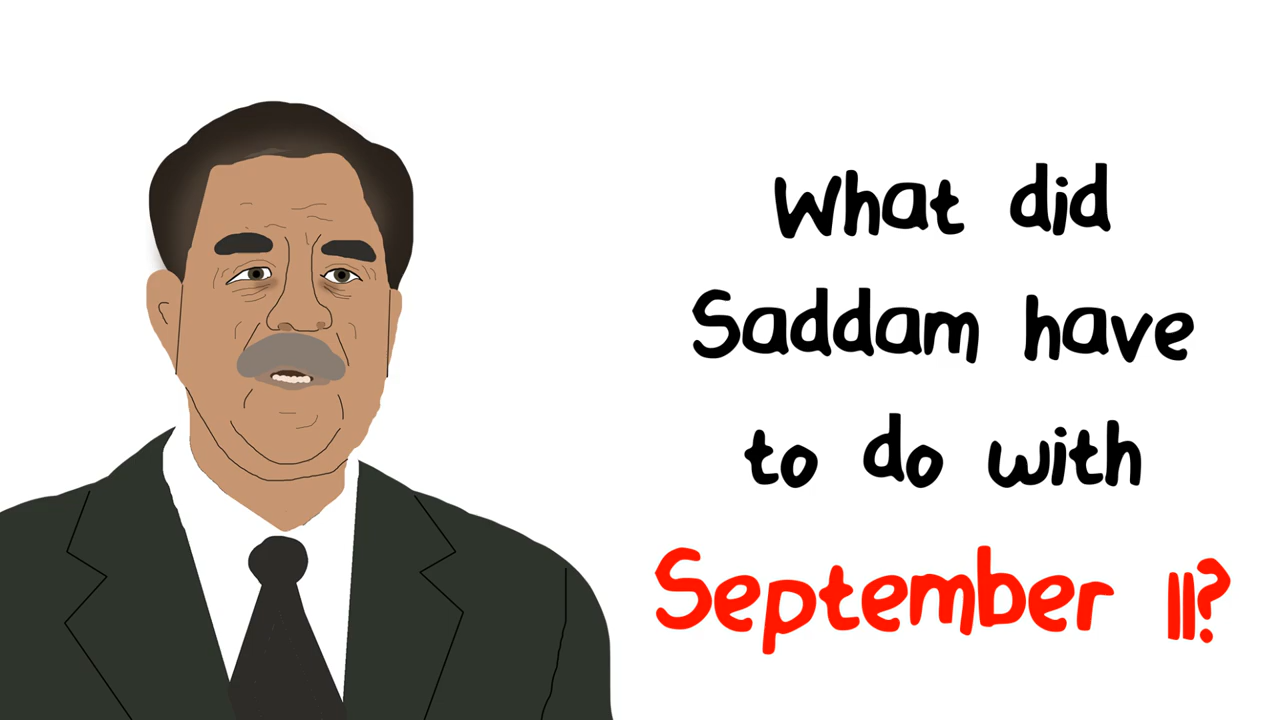 What did
Saddam have
to do with
September 11?